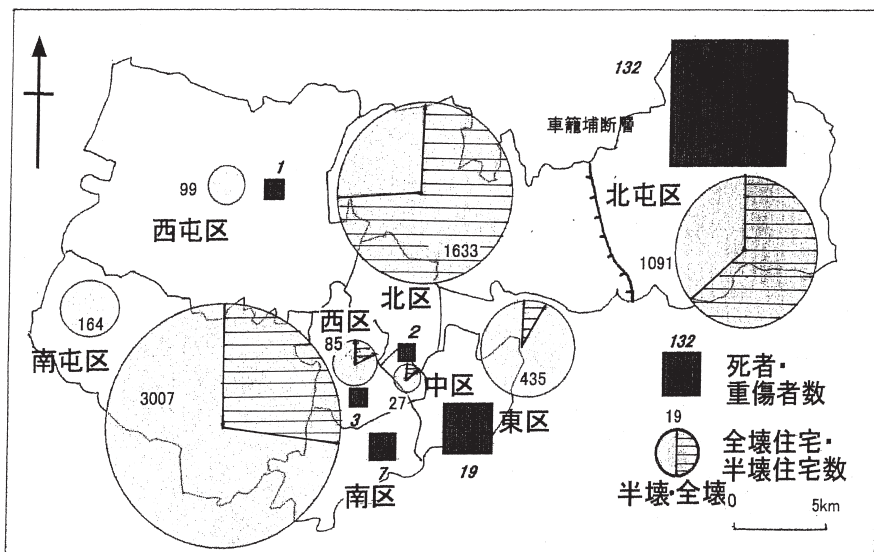 132
車籠埔断層
1
99
西屯区
北屯区
1633
1091
北区
164
南屯区
西区
85
2
中区
27
435
東区
3007
3
7
南区
19
132
死者・
重傷者数
19
全壊住宅・
半壊住宅数
半壊・全壊
0
5km